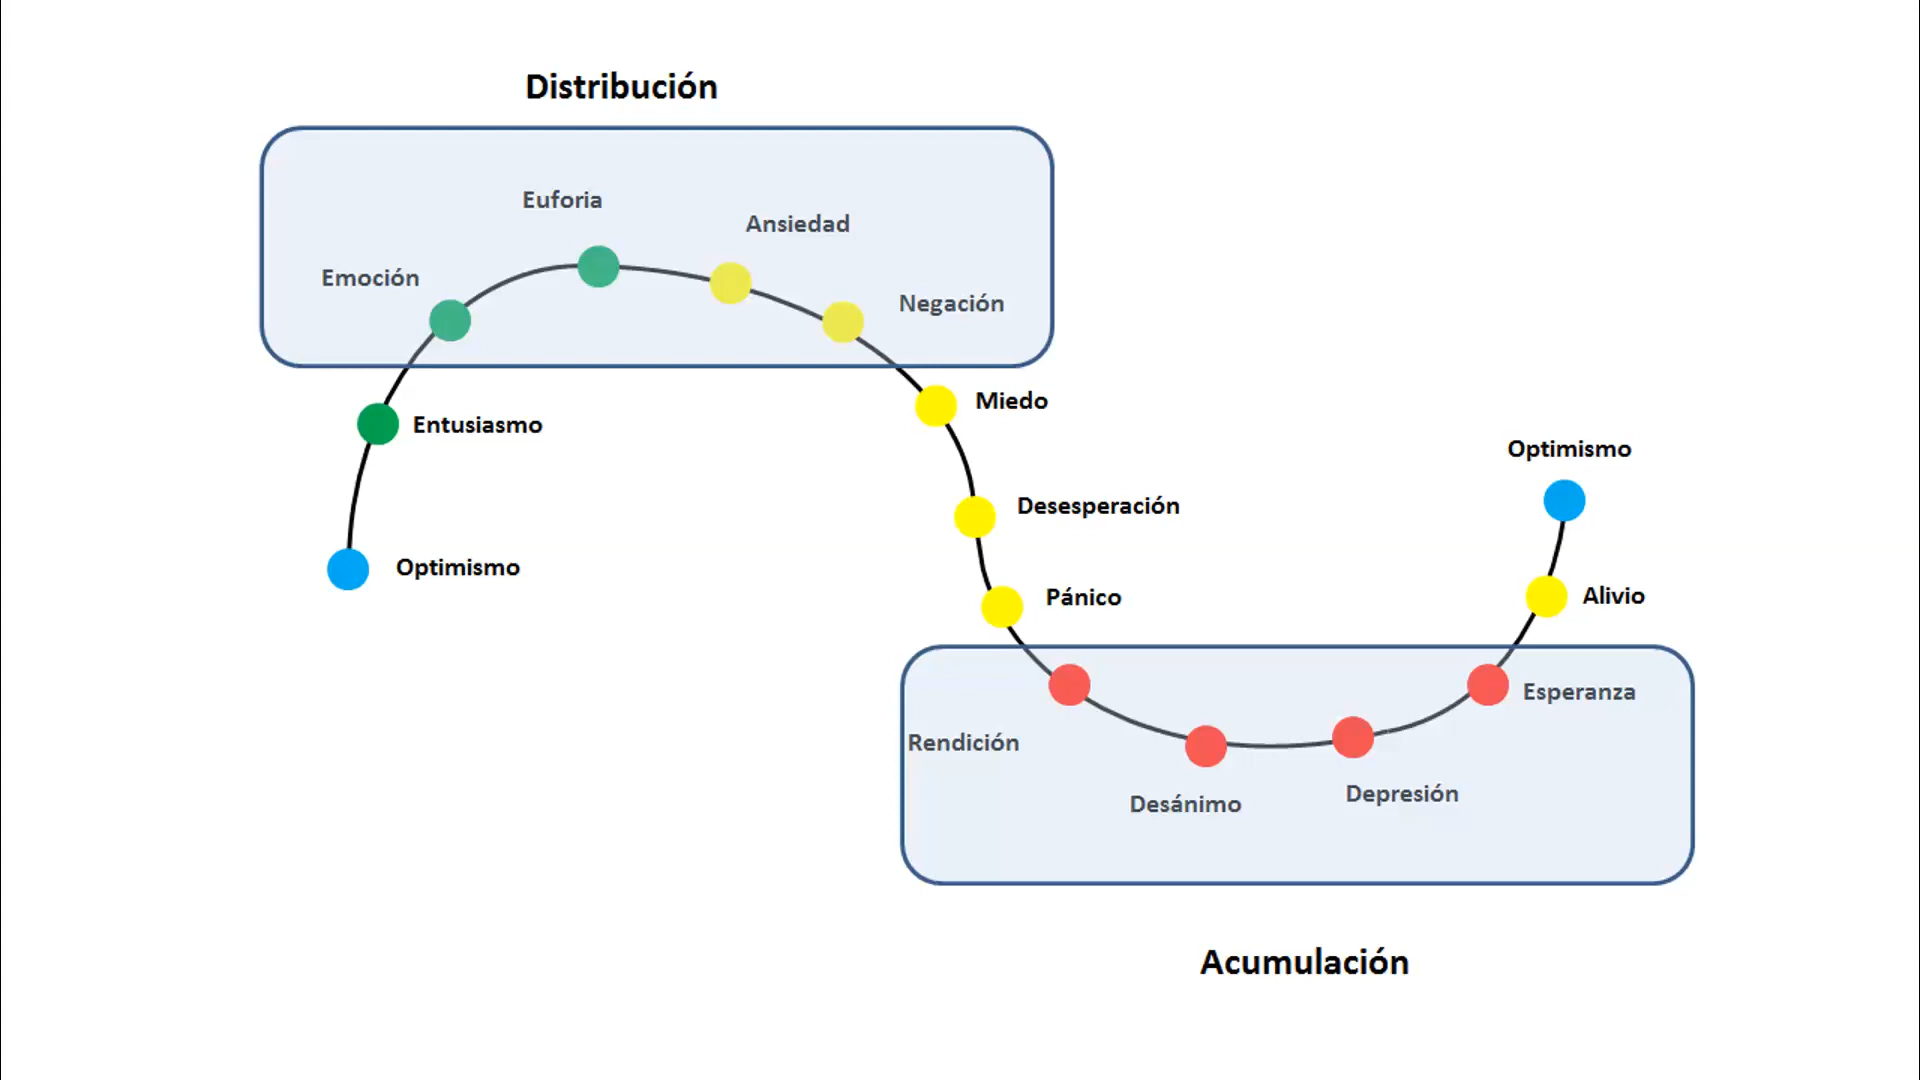 Distribución
Euforia
Ansiedad
Emoción
Negación
Miedo
Entusiasmo
Optimismo
Desesperación
Optimismo
Pánico
Alivio
Esperanza
Rendición
Depresión
Desánimo
Acumulación